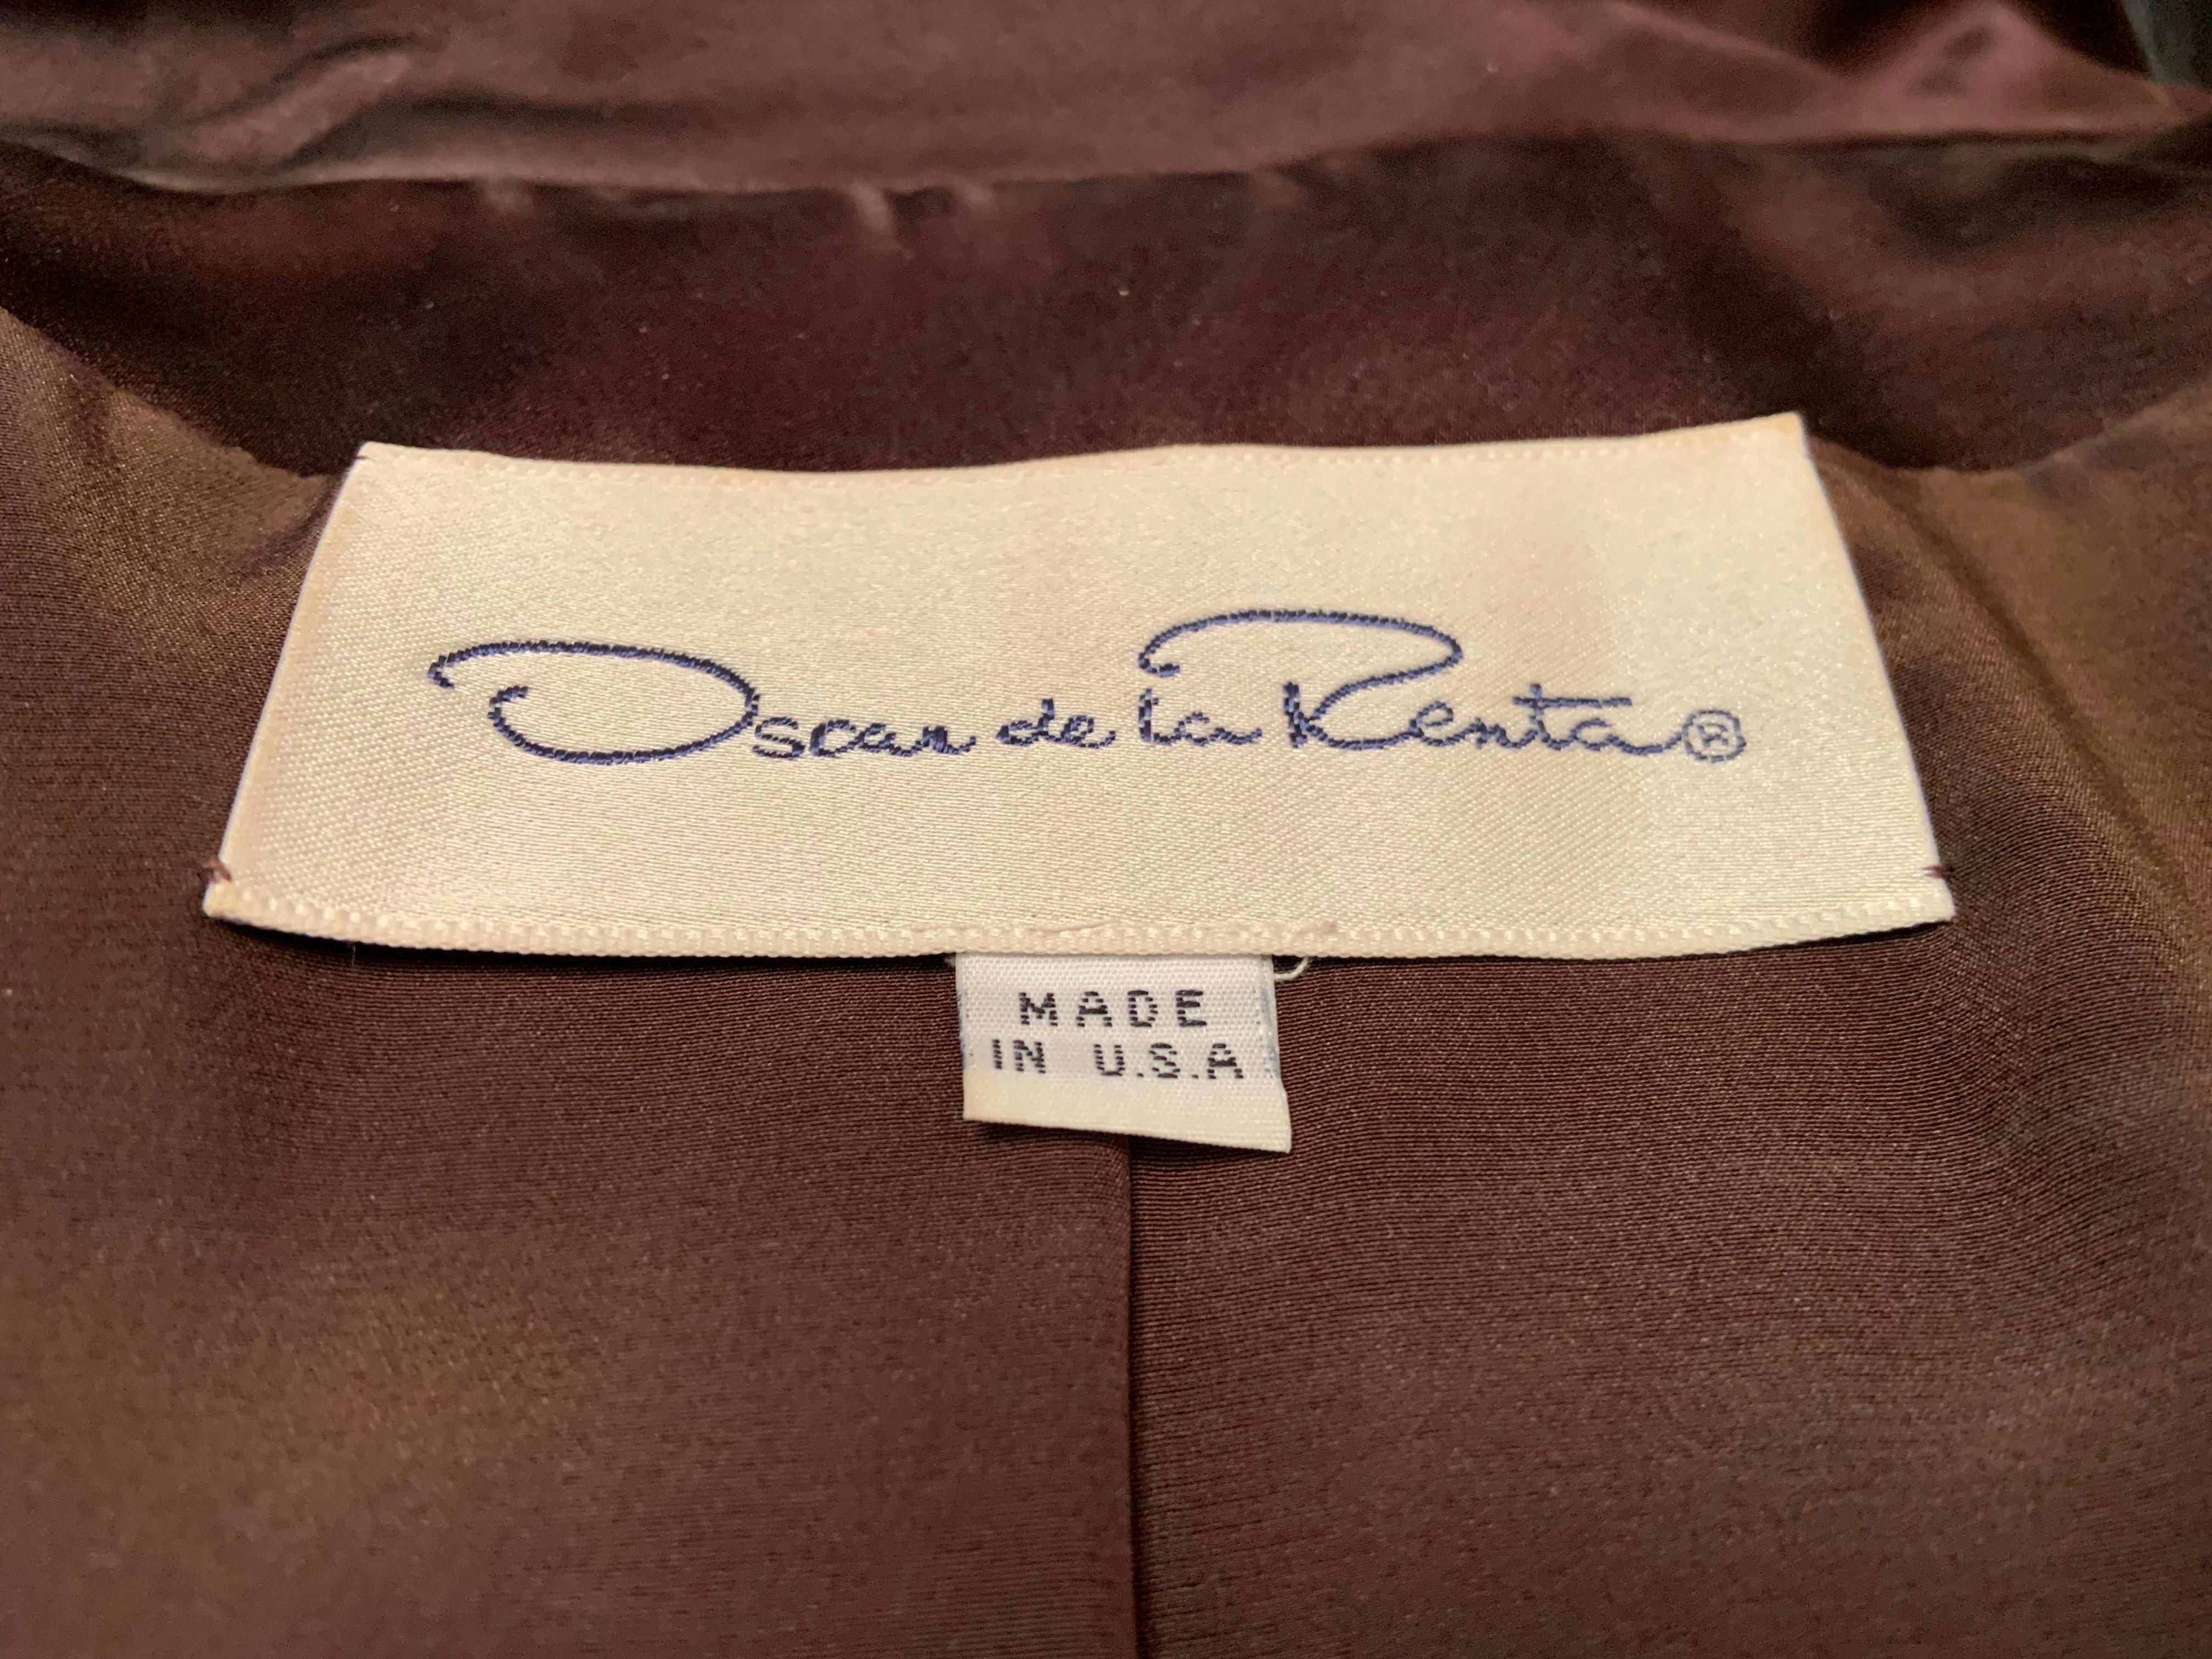 Oscar de la Renta®
MADE
IN U.S.A